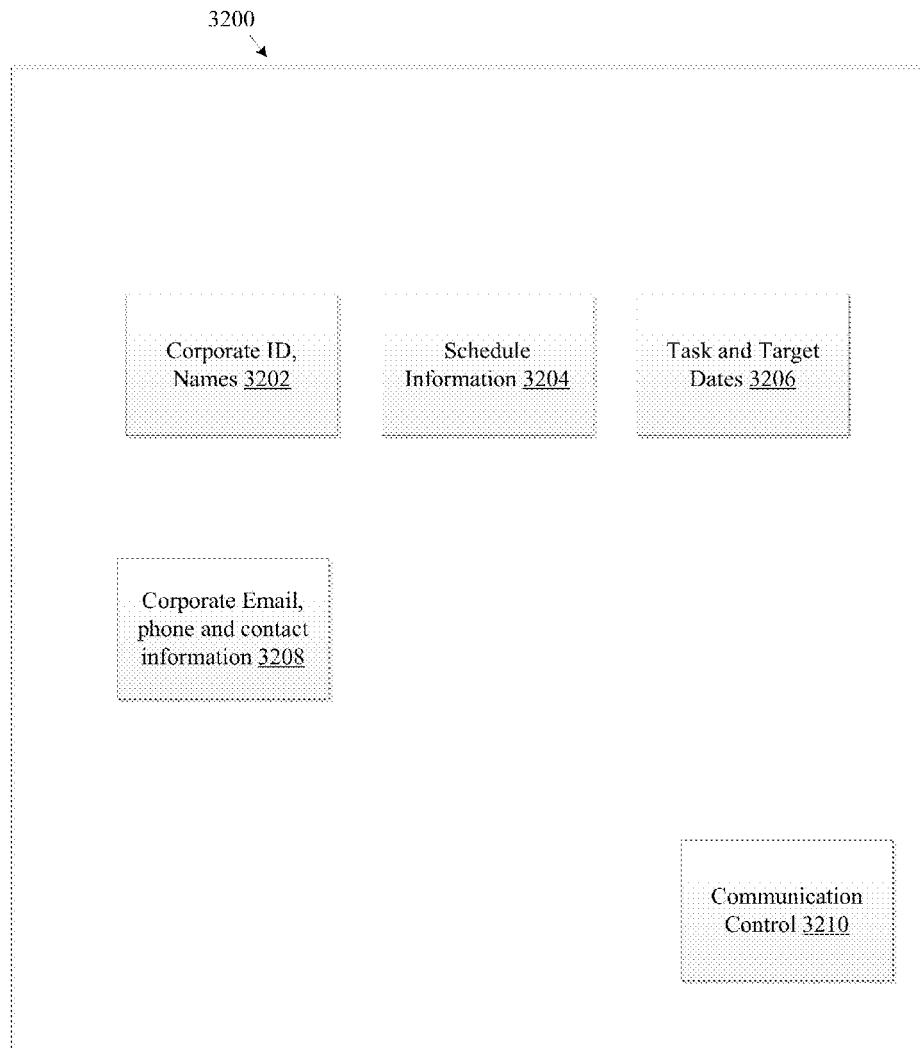 3200
Corporate ID,
Names 3202
Schedule
Information 3204
Task and Target
Dates 3206
Corporate Email,
phone and contact
information 3208
Communication
Control 3210